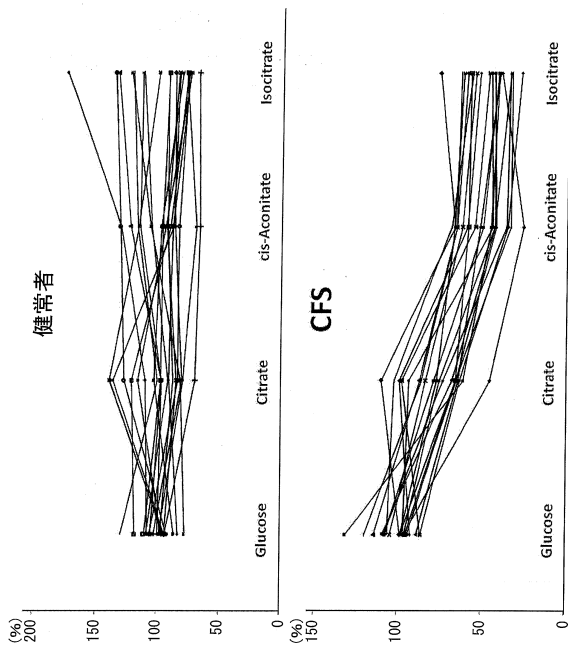 健常者
(%)
200
150
100
50
0
Glucose
Citrate
cis-Aconitate
Isocitrate
CFS
(%)
150
100
50
0
Glucose
Citrate
cis-Aconitate
Isocitrate